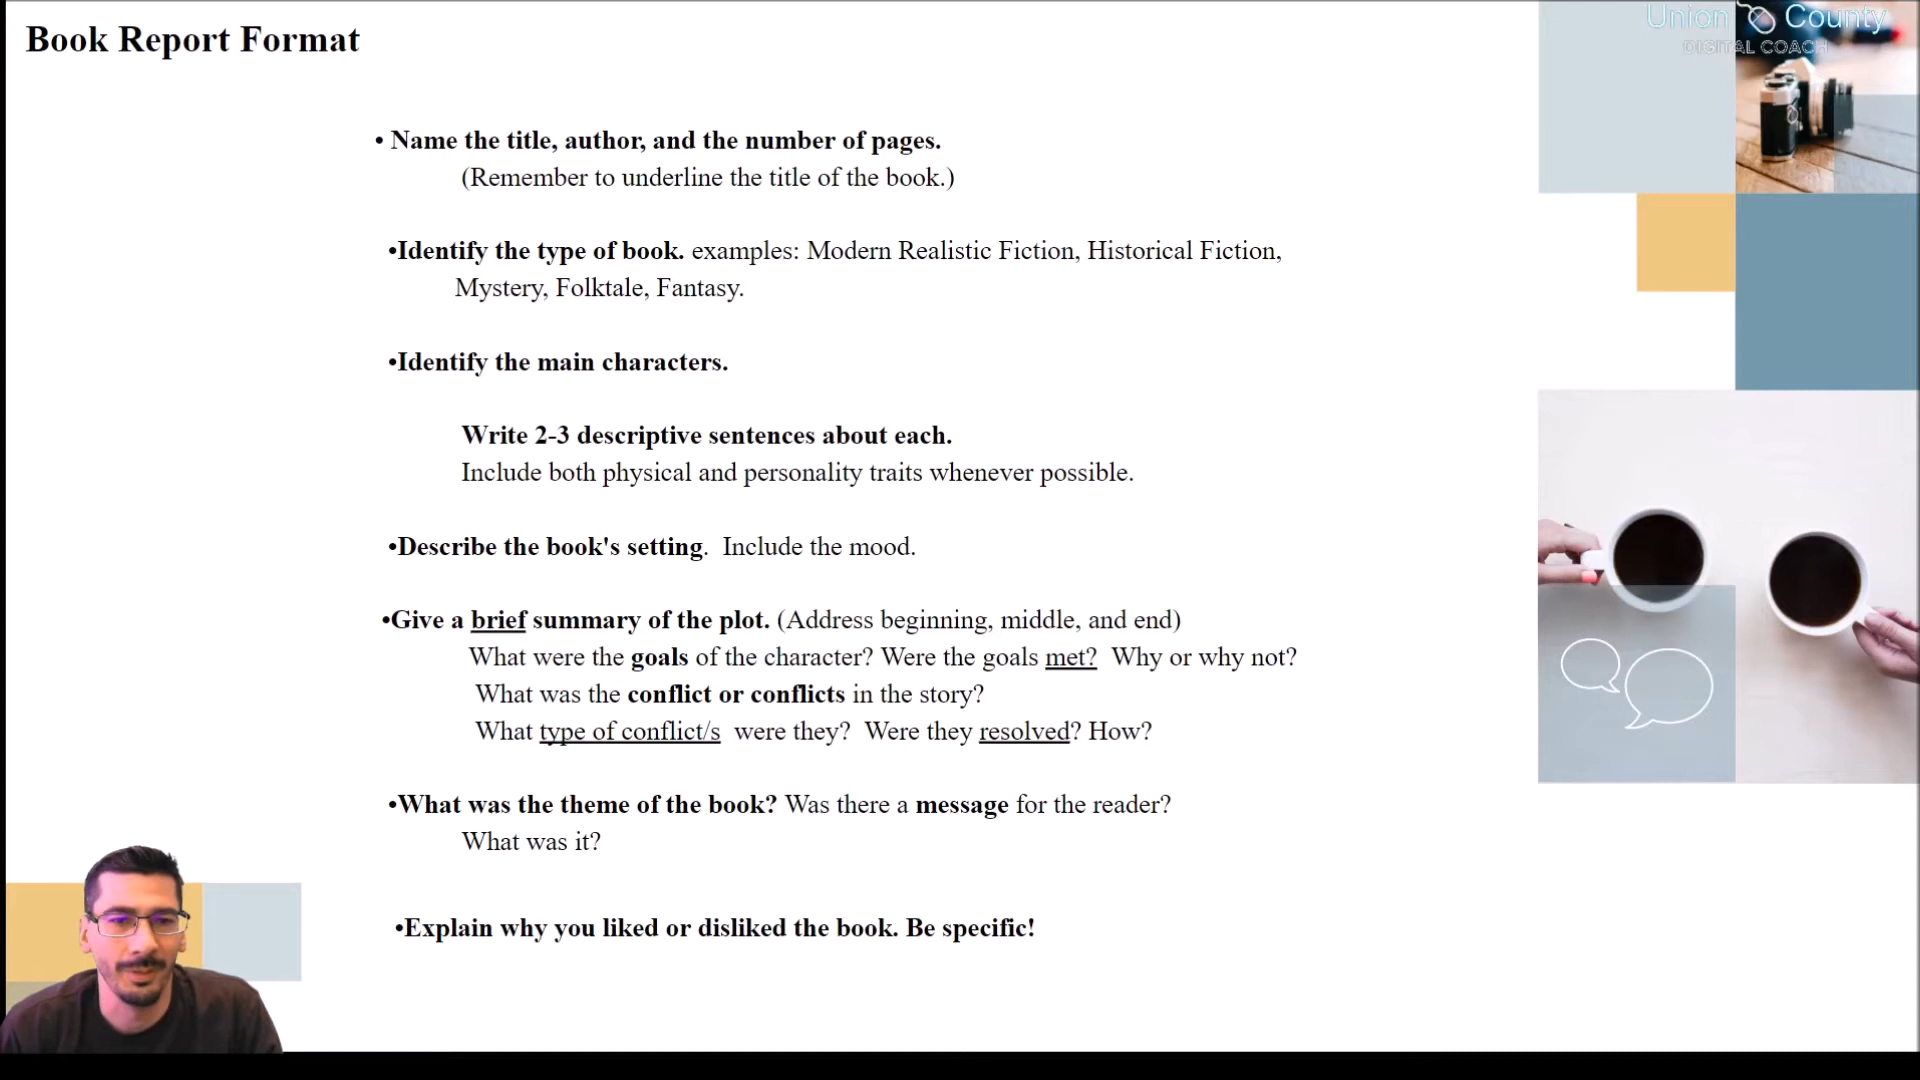 Union County
DIGITAL COACH
Book Report Format
• Name the title, author, and the number of pages.
(Remember to underline the title of the book.)
•Identify the type of book. examples: Modern Realistic Fiction, Historical Fiction,
Mystery, Folktale, Fantasy.
•Identify the main characters.
Write 2-3 descriptive sentences about each.
Include both physical and personality traits whenever possible.
•Describe the book's setting.  Include the mood.
•Give a brief summary of the plot. (Address beginning, middle, and end)
What were the goals of the character? Were the goals met?  Why or why not?
What was the conflict or conflicts in the story?
What type of conflict/s  were they?  Were they resolved? How?
•What was the theme of the book? Was there a message for the reader?
What was it?
•Explain why you liked or disliked the book. Be specific!